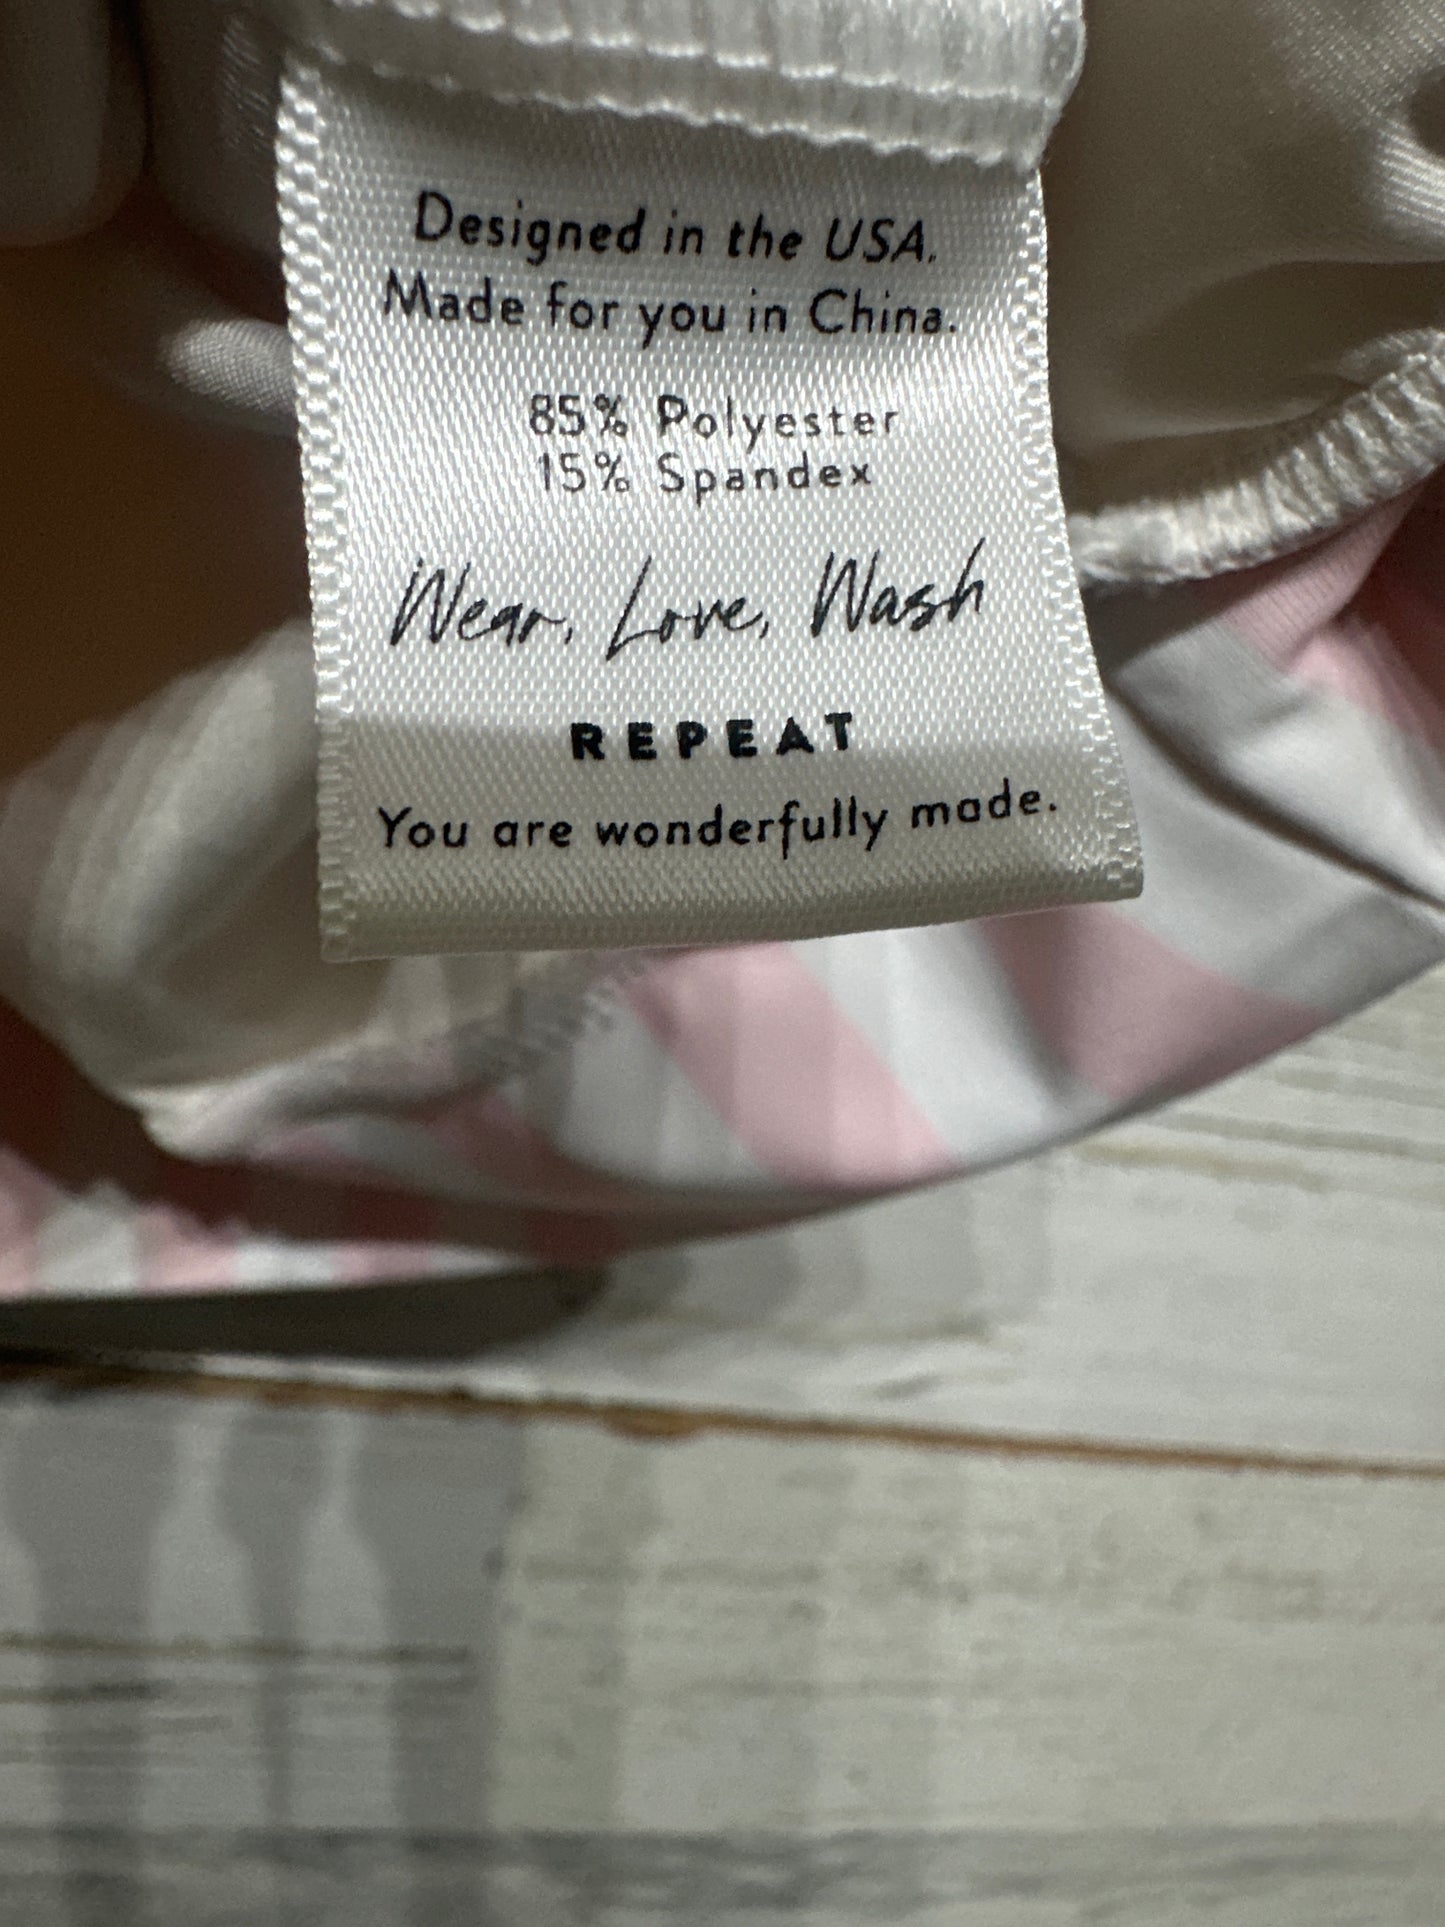 Designed in the USA.
Made for you in China.
85% Polyester
15% Spandex
Wear, Love, Wash
REPEAT
You are wonderfully made.